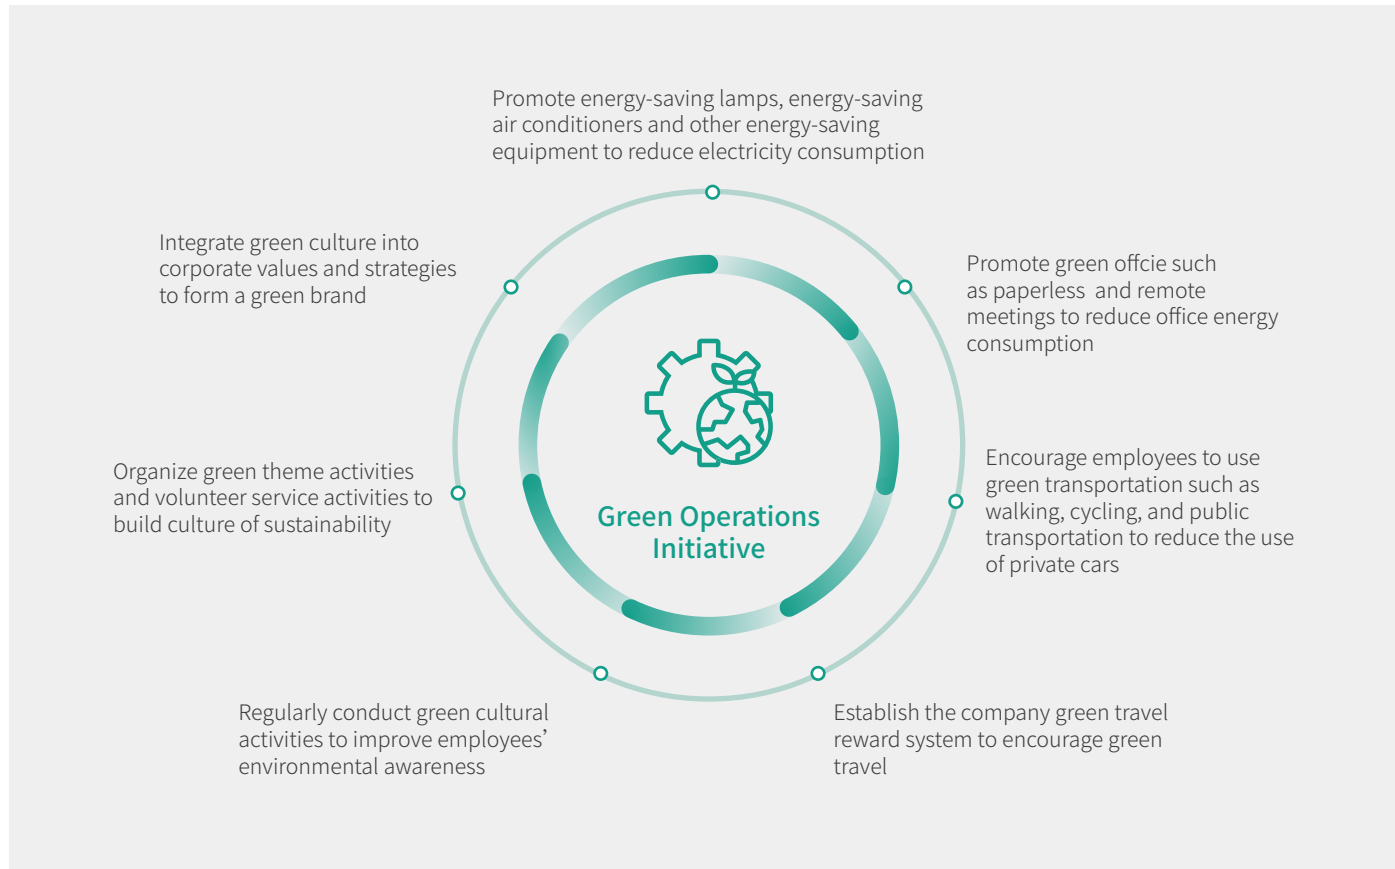 Promote energy-saving lamps, energy-saving
air conditioners and other energy-saving
equipment to reduce electricity consumption
Integrate green culture into
corporate values and strategies
to form a green brand
Promote green offcie such
as paperless  and remote
meetings to reduce office energy
consumption
Organize green theme activities
and volunteer service activities to
build culture of sustainability
Green Operations
Initiative
Encourage employees to use
green transportation such as
walking, cycling, and public
transportation to reduce the use
of private cars
Regularly conduct green cultural
activities to improve employees’
environmental awareness
Establish the company green travel
reward system to encourage green
travel